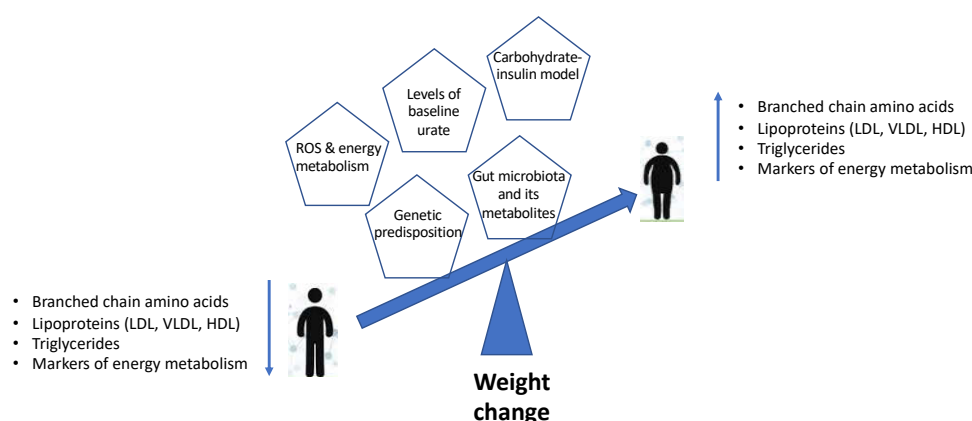 Carbohydrate-
insulin model
Levels of
baseline
urate
ROS & energy
metabolism
Gut microbiota
and its
metabolites
Genetic
predisposition
• Branched chain amino acids
• Lipoproteins (LDL, VLDL, HDL)
• Triglycerides
• Markers of energy metabolism
• Branched chain amino acids
• Lipoproteins (LDL, VLDL, HDL)
• Triglycerides
• Markers of energy metabolism
Weight
change